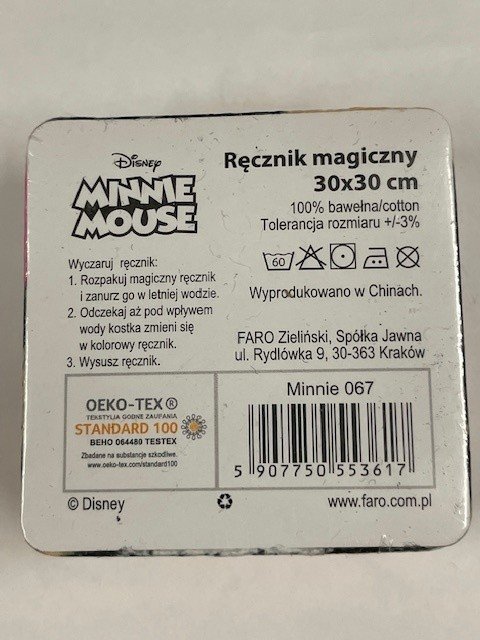 Disney
MINNIE
MOUSE
Ręcznik magiczny
30x30 cm
100% bawełna/cotton
Tolerancja rozmiaru +/-3%
60
Wyprodukowano w Chinach.
Wyczaruj ręcznik:
1. Rozpakuj magiczny ręcznik
i zanurz go w letniej wodzie.
2. Odczekaj aż pod wpływem
wody kostka zmieni się
w kolorowy ręcznik.
3. Wysusz ręcznik.
FARO Zieliński, Spółka Jawna
ul. Rydlówka 9, 30-363 Kraków
OEKO-TEX®
TEKSTYLIA GODNE ZAUFANIA
STANDARD 100
BEHO 064480 TESTEX
Zbadane na substancje szkodliwe.
www.oeko-tex.com/standard100
Minnie 067
5 907750 553617
© Disney
www.faro.com.pl